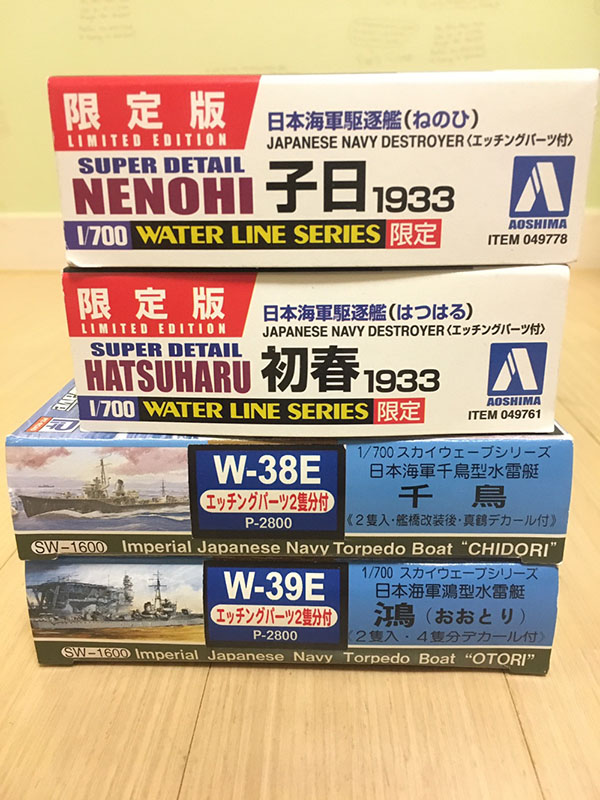 限定版
LIMITED EDITION
日本海軍駆逐艦(ねのひ)
JAPANESE NAVY DESTROYER〈エッチングパーツ付〉
SUPER DETAIL
NENOHI 子日 1933
1/700 WATER LINE SERIES 限定
AOSHIMA
ITEM 049778
限定版
LIMITED EDITION
日本海軍駆逐艦(はつはる)
JAPANESE NAVY DESTROYER〈エッチングパーツ付〉
SUPER DETAIL
HATSUHARU 初春 1933
1/700 WATER LINE SERIES 限定
AOSHIMA
ITEM 049761
W-38E
エッチングパーツ2隻分付
P-2800
1/700 スカイウェーブシリーズ
日本海軍千鳥型水雷艇
千鳥
《2隻入・艦橋改装後・真鶴デカール付》
SW-1600 Imperial Japanese Navy Torpedo Boat "CHIDORI"
W-39E
エッチングパーツ2隻分付
P-2800
1/700 スカイウェーブシリーズ
日本海軍鴻型水雷艇
鴻(おおとり)
《2隻入・4隻分デカール付》
SW-1600 Imperial Japanese Navy Torpedo Boat "OTORI"